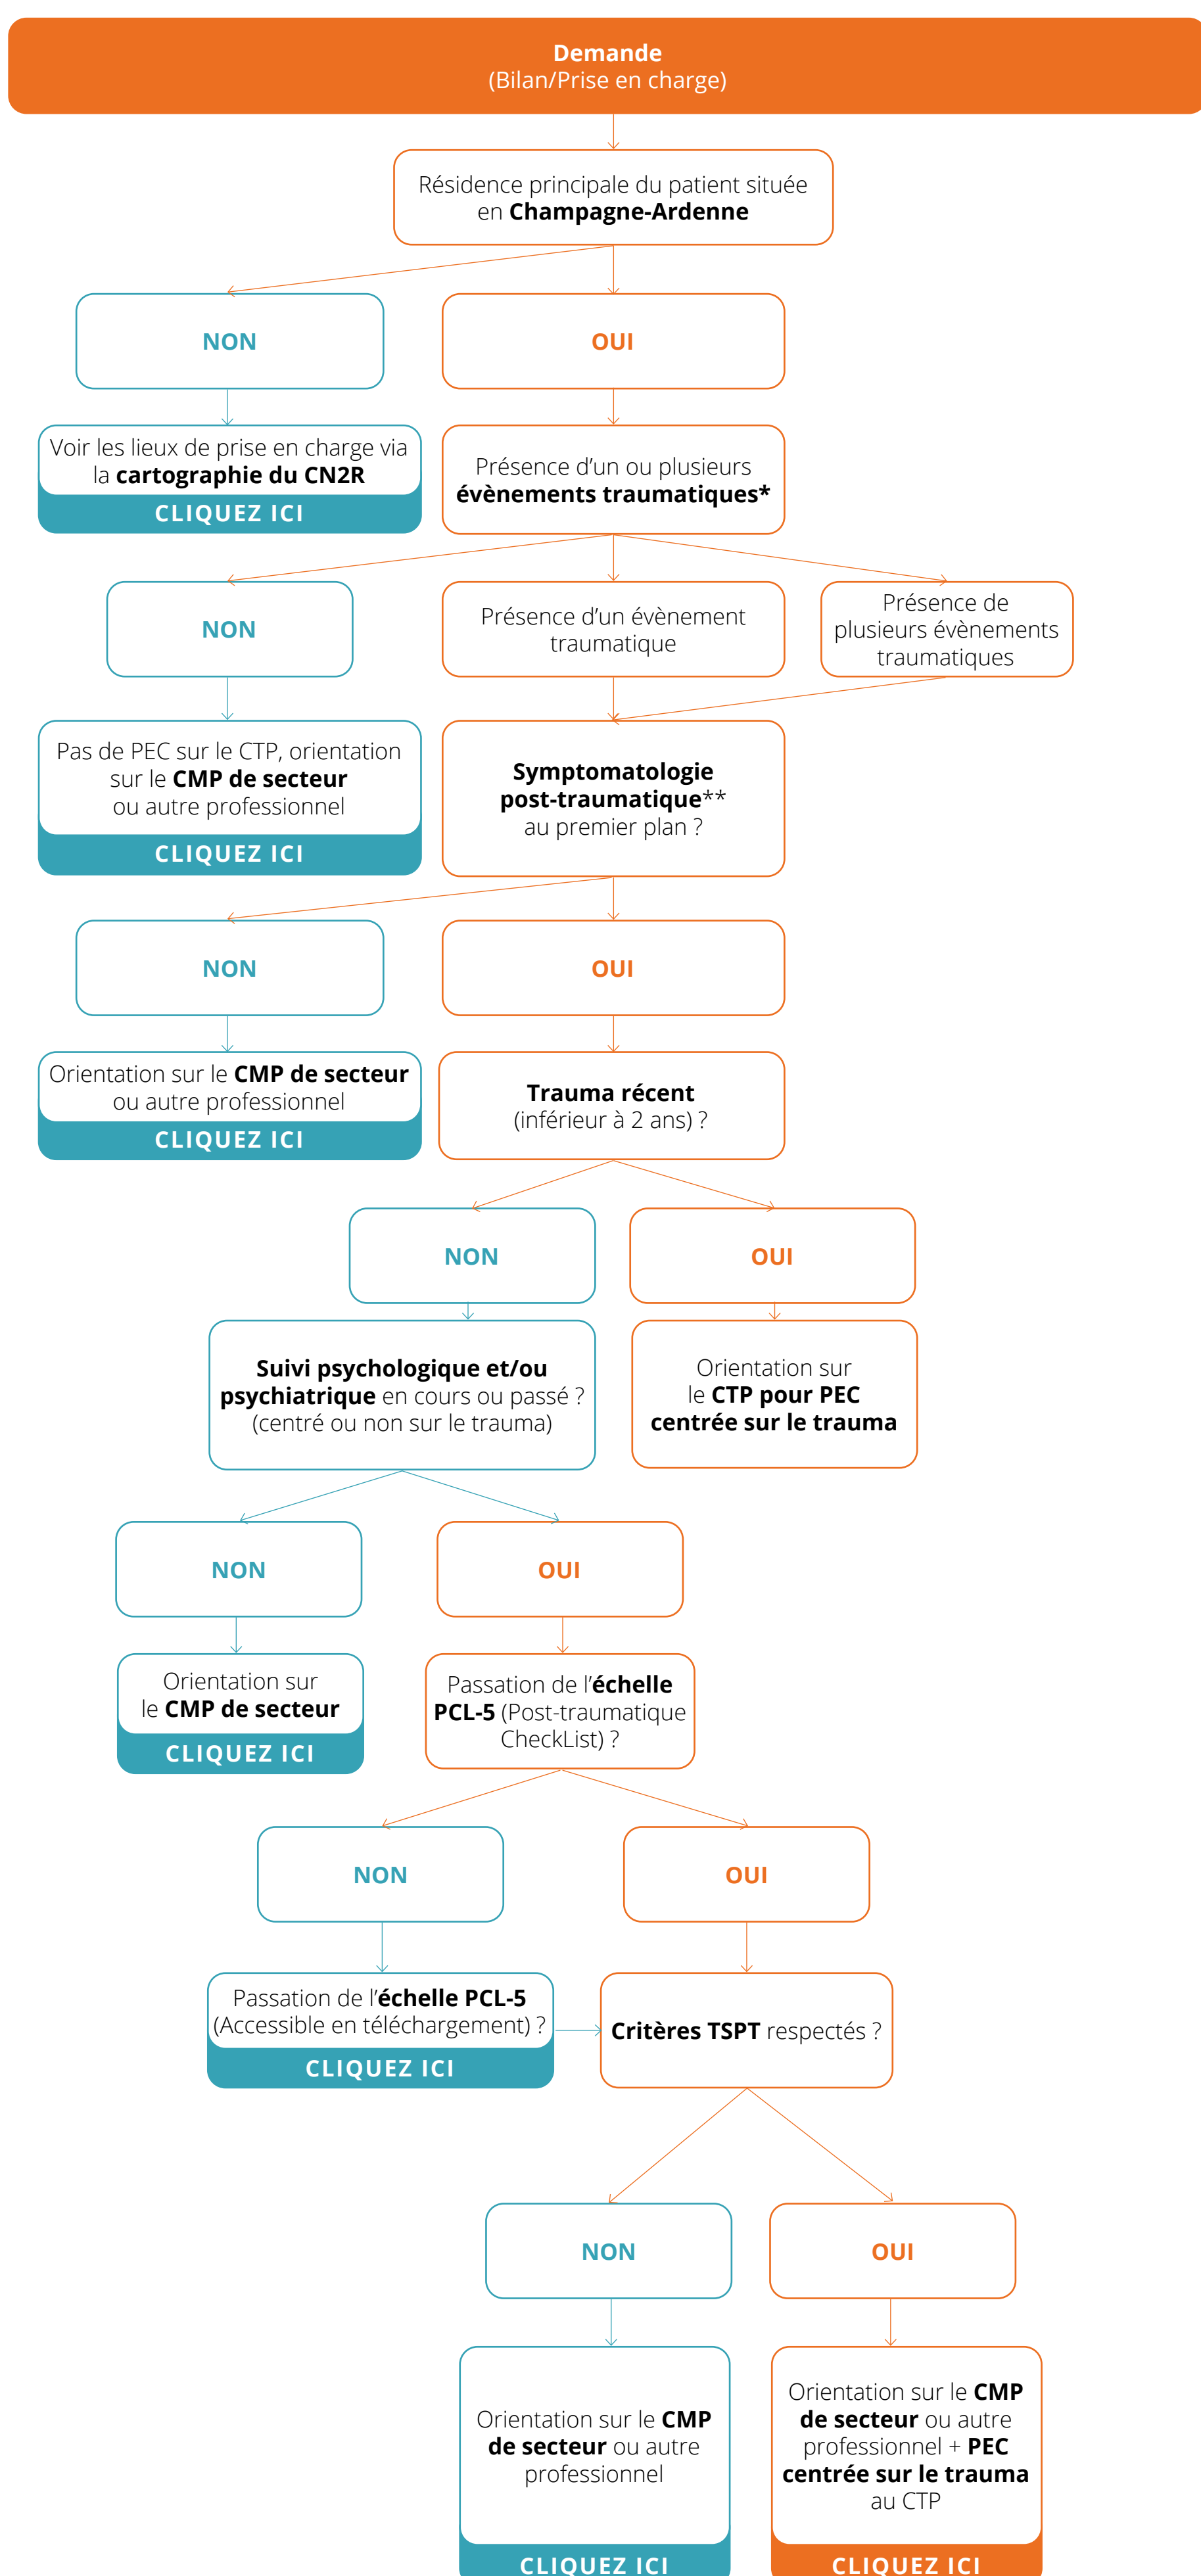 Demande
(Bilan/Prise en charge)
Résidence principale du patient située
en Champagne-Ardenne
NON
OUI
Voir les lieux de prise en charge via
la cartographie du CN2R
CLIQUEZ ICI
Présence d’un ou plusieurs
évènements traumatiques*
NON
Présence d’un évènement
traumatique
Présence de
plusieurs évènements
traumatiques
Pas de PEC sur le CTP, orientation
sur le CMP de secteur
ou autre professionnel
CLIQUEZ ICI
Symptomatologie
post-traumatique**
au premier plan ?
NON
OUI
Orientation sur le CMP de secteur
ou autre professionnel
CLIQUEZ ICI
Trauma récent
(inférieur à 2 ans) ?
NON
OUI
Suivi psychologique et/ou
psychiatrique en cours ou passé ?
(centré ou non sur le trauma)
Orientation sur
le CTP pour PEC
centrée sur le trauma
NON
OUI
Orientation sur
le CMP de secteur
CLIQUEZ ICI
Passation de l’échelle
PCL-5 (Post-traumatique
CheckList) ?
NON
OUI
Passation de l’échelle PCL-5
(Accessible en téléchargement) ?
CLIQUEZ ICI
Critères TSPT respectés ?
NON
OUI
Orientation sur le CMP
de secteur ou autre
professionnel
CLIQUEZ ICI
Orientation sur le CMP
de secteur ou autre
professionnel + PEC
centrée sur le trauma
au CTP
CLIQUEZ ICI